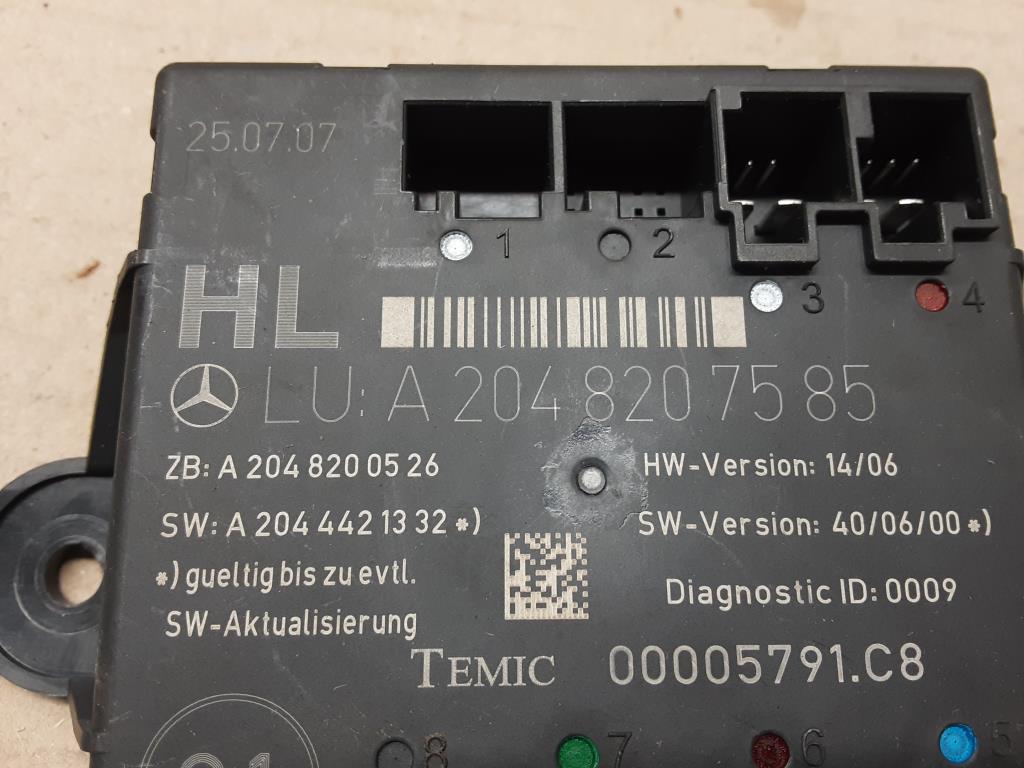 25.07.07
1 2
3 4
HL
LU: A 204 820 75 85
ZB: A 204 820 05 26
HW-Version: 14/06
SW: A 204 442 13 32 *)
SW-Version: 40/06/00 *)
*) gueltig bis zu evtl.
SW-Aktualisierung
Diagnostic ID: 0009
TEMIC 00005791.C8
8 7 6 5